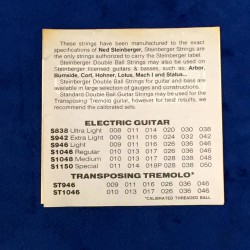 These strings have been manufactured to the exact
specifications of Ned Steinberger, Steinberger Strings are
the only strings authorized to carry the Steinberger label.
Steinberger Double Ball Strings may also be used on
Steinberger licensed guitars & basses, such as: Arbor,
Burnside, Cort, Hohner, Lotus, Mach I and Status...
Steinberger Double Ball Strings for guitar and bass are
available in large selection of gauges and constructions.
Standard Double Ball Guitar Strings may be used on the
Transposing Tremolo guitar, however for best results, we
recommend the calibrated sets.
ELECTRIC GUITAR
S838 Ultra Light 008 011 014 020 030 038
S942 Extra Light 009 011 016 024 032 042
S946 Light 009 011 016 026 036 046
S1046 Regular 010 013 017 026 036 046
S1048 Medium 010 013 017 028 038 048
S1150 Special 011 014 018P 028 038 050
TRANSPOSING TREMOLO*
ST946 009 011 016 026 036 046
ST1046 010 013 017 026 036 046
*CALIBRATED THREADED BALL